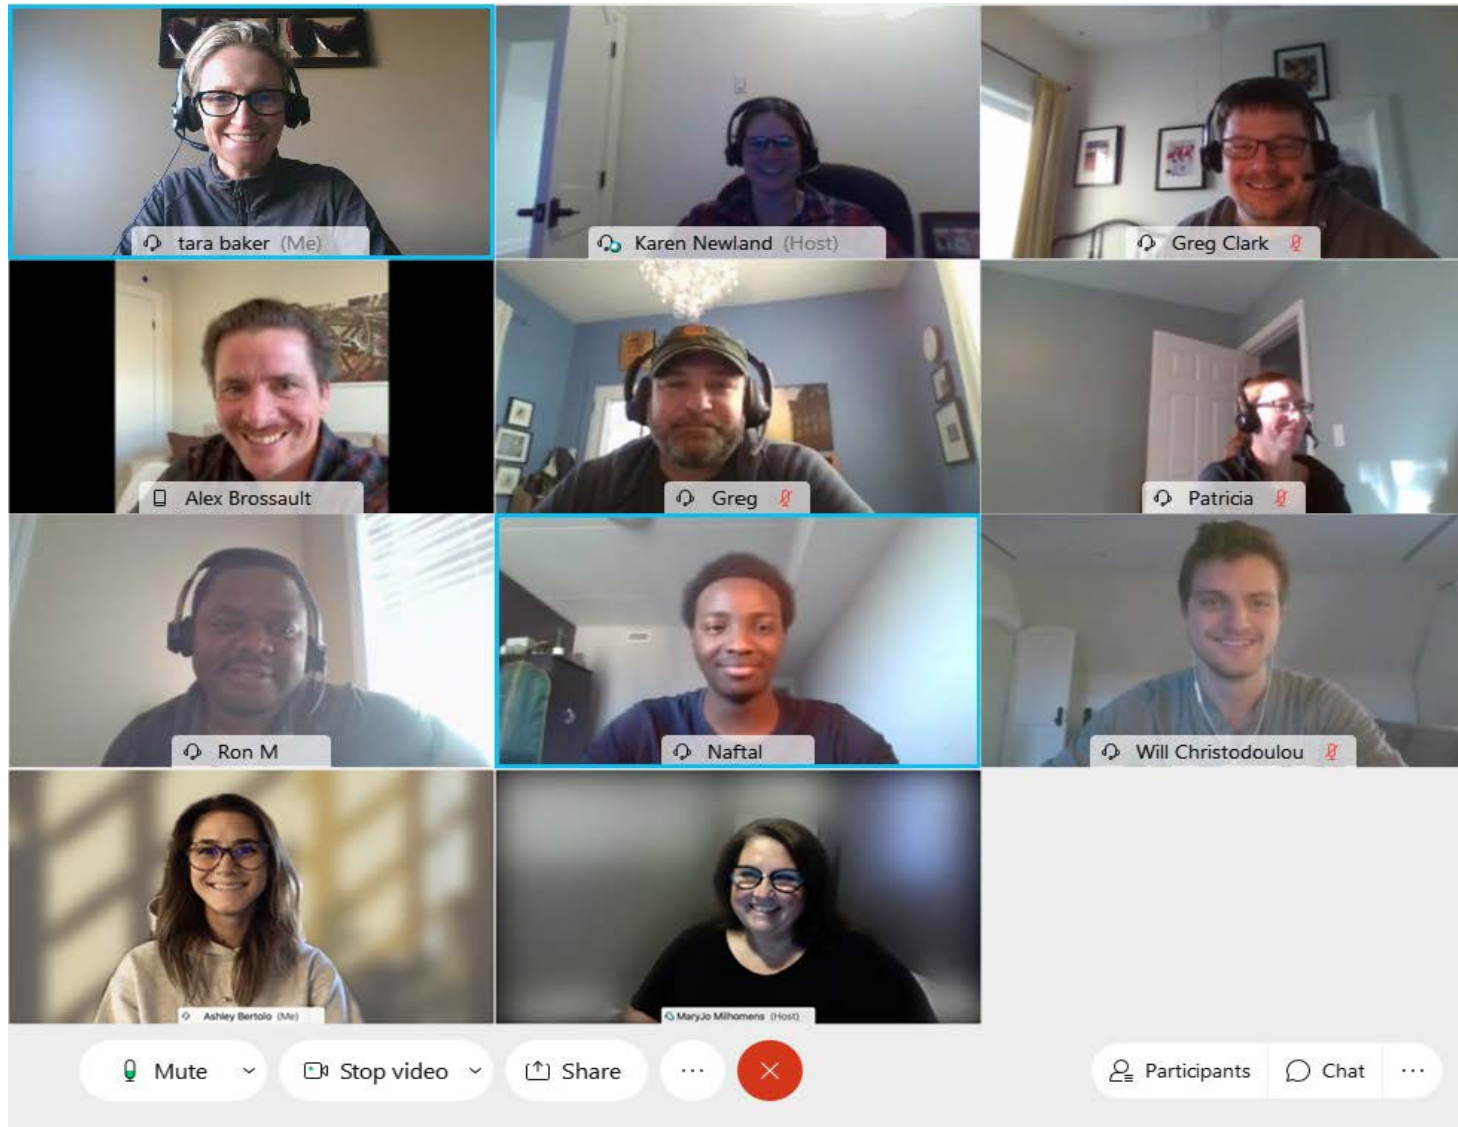 tara baker (Me)
Karen Newland (Host)
Greg Clark
Alex Brossault
Greg
Patricia
Ron M
Naftal
Will Christodoulou
Ashley Bertolo (Me)
MaryJo Milhomens (Host)
Mute
Stop video
Share
Participants
Chat